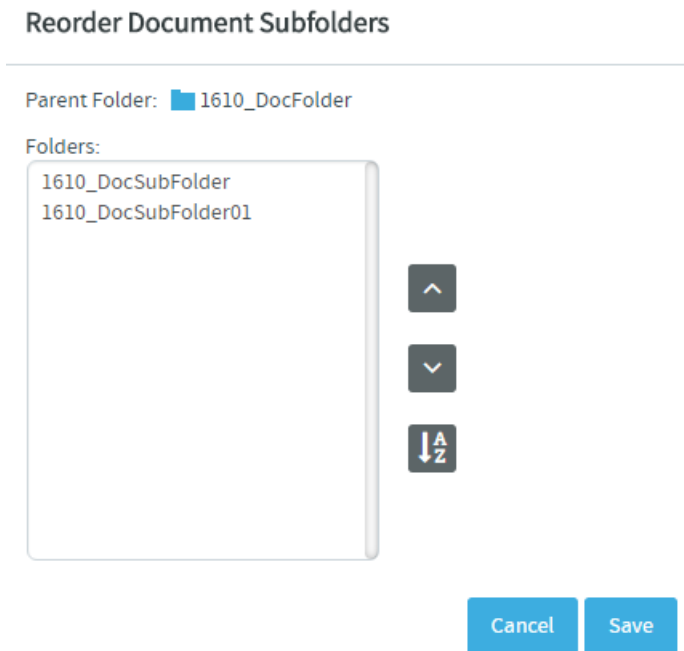 Reorder Document Subfolders
Parent Folder: 1610_DocFolder
Folders:
1610_DocSubFolder
1610_DocSubFolder01
A
Z
Cancel Save